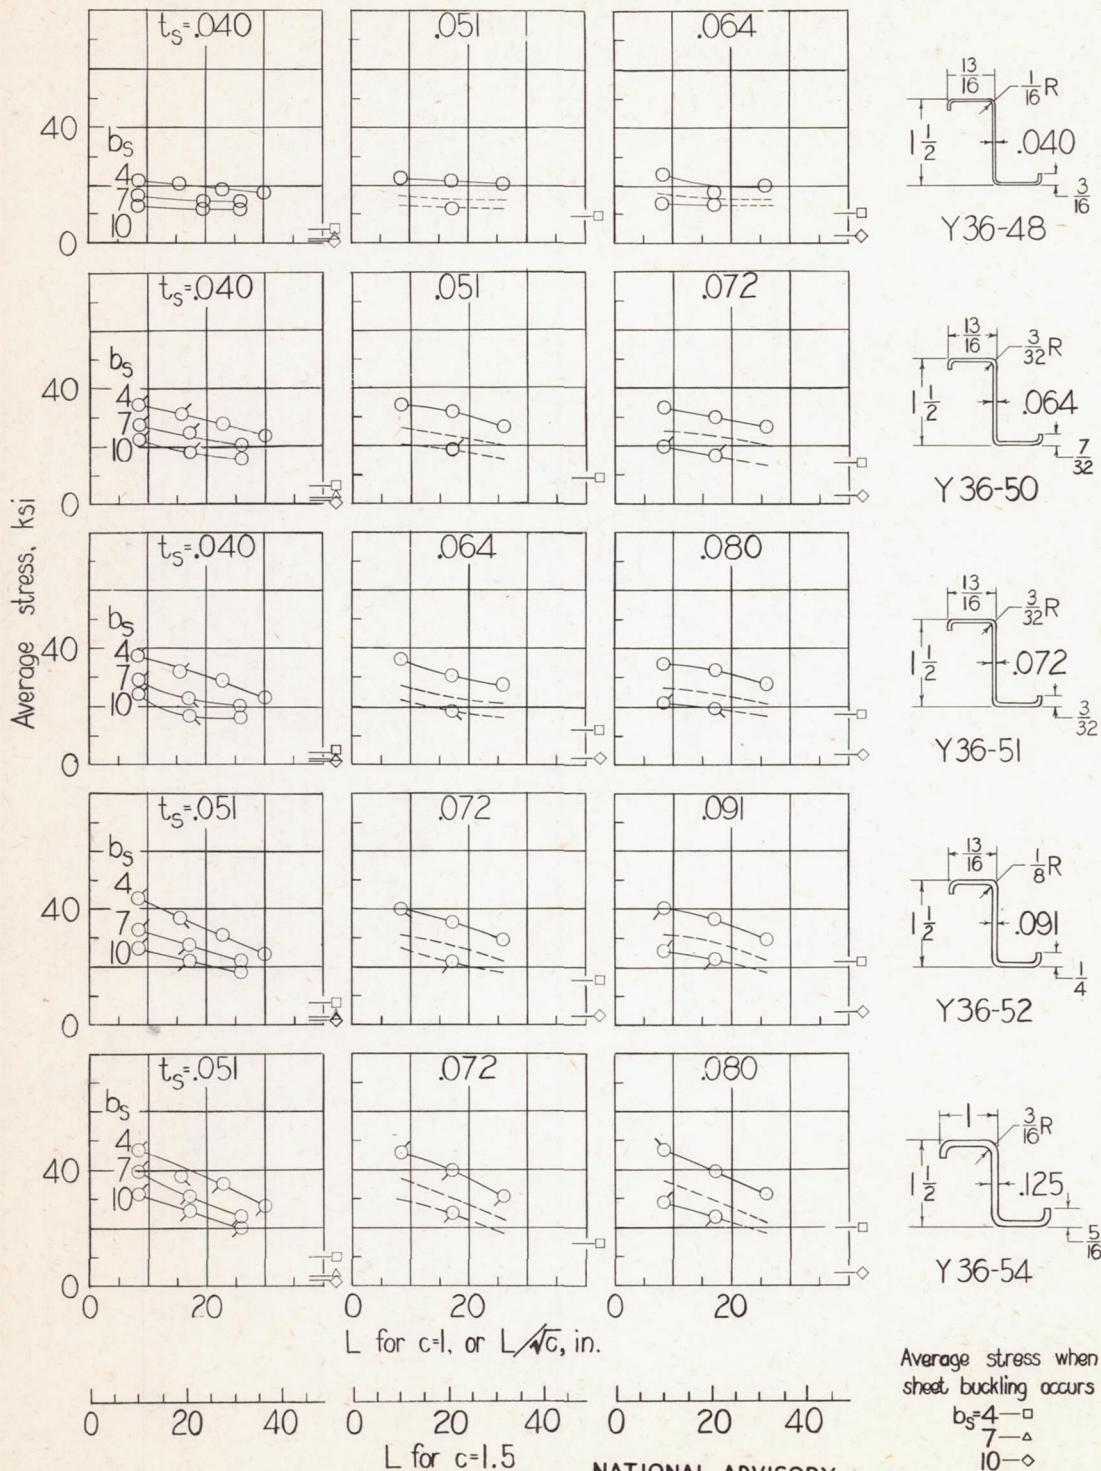 tₛ=.040 .051 .064
40
bₛ
4
7
10
0
13/16 1/16 R
1 1/2 .040
3/16
Y36-48
tₛ=.040 .051 .072
bₛ
40
4
7
10
0
13/16 3/32 R
1 1/2 .064
7/32
Y36-50
Average stress, ksi
tₛ=.040 .064 .080
bₛ
40
4
7
10
0
13/16 3/32 R
1 1/2 .072
3/32
Y36-51
tₛ=.051 .072 .091
bₛ
4
40
7
10
0
13/16 1/8 R
1 1/2 .091
1/4
Y36-52
tₛ=.051 .072 .080
bₛ
4
40
7
10
0
1 3/16 R
1 1/2 .125
5/16
Y36-54
0 20 0 20 0 20
L for c=1, or L/√c, in.
0 20 40 0 20 40 0 20 40
L for c=1.5
Average stress when
sheet buckling occurs
bₛ=4—□
7—△
10—◇
NATIONAL ADVISORY